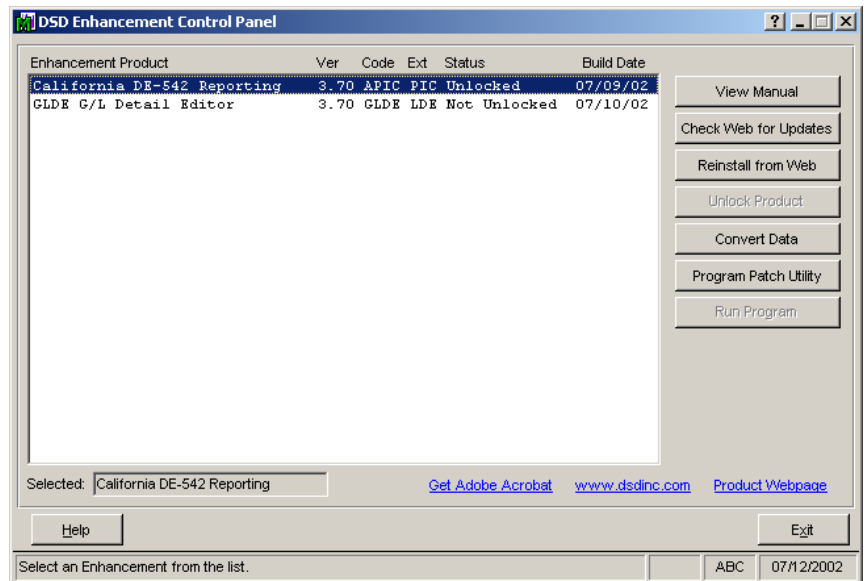 DSD Enhancement Control Panel
Enhancement Product Ver Code Ext Status Build Date
California DE-542 Reporting 3.70 APIC PIC Unlocked 07/09/02
GLDE G/L Detail Editor 3.70 GLDE LDE Not Unlocked 07/10/02
View Manual
Check Web for Updates
Reinstall from Web
Unlock Product
Convert Data
Program Patch Utility
Run Program
Selected: California DE-542 Reporting Get Adobe Acrobat www.dsdinc.com Product Webpage
Help Exit
Select an Enhancement from the list. ABC 07/12/2002